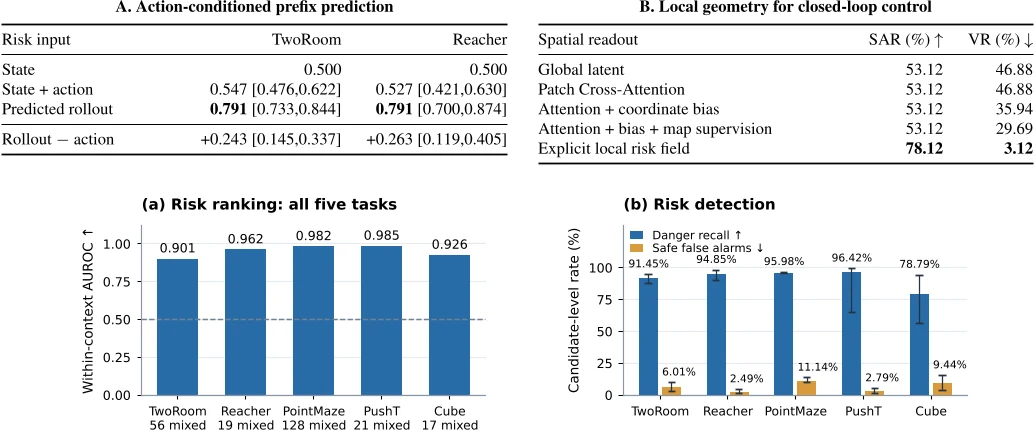 A. Action-conditioned prefix prediction
Risk input TwoRoom Reacher
State 0.500 0.500
State + action 0.547 [0.476,0.622] 0.527 [0.421,0.630]
Predicted rollout 0.791 [0.733,0.844] 0.791 [0.700,0.874]
Rollout − action +0.243 [0.145,0.337] +0.263 [0.119,0.405]
B. Local geometry for closed-loop control
Spatial readout SAR (%) ↑ VR (%) ↓
Global latent 53.12 46.88
Patch Cross-Attention 53.12 46.88
Attention + coordinate bias 53.12 35.94
Attention + bias + map supervision 53.12 29.69
Explicit local risk field 78.12 3.12
(a) Risk ranking: all five tasks
Within-context AUROC ↑
1.00
0.75
0.50
0.25
0.00
0.901 0.962 0.982 0.985 0.926
TwoRoom Reacher PointMaze PushT Cube
56 mixed 19 mixed 128 mixed 21 mixed 17 mixed
(b) Risk detection
Candidate-level rate (%)
Danger recall ↑
Safe false alarms ↓
100
75
50
25
0
91.45% 94.85% 95.98% 96.42% 78.79%
6.01% 2.49% 11.14% 2.79% 9.44%
TwoRoom Reacher PointMaze PushT Cube